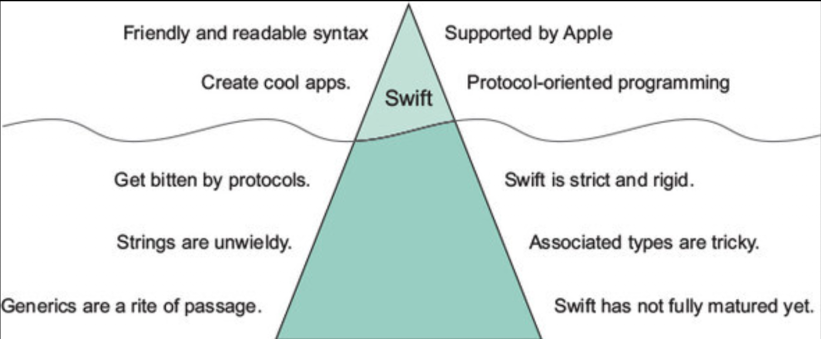 Friendly and readable syntax
Supported by Apple
Create cool apps.
Protocol-oriented programming
Swift
Get bitten by protocols.
Swift is strict and rigid.
Strings are unwieldy.
Associated types are tricky.
Generics are a rite of passage.
Swift has not fully matured yet.